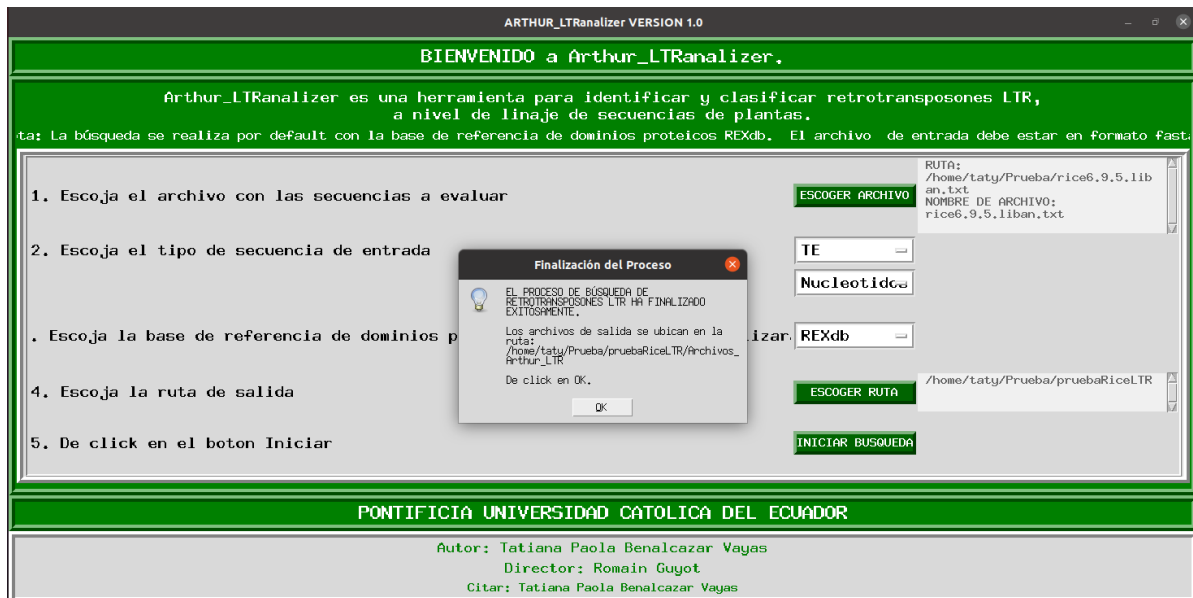 ARTHUR_LTRanalizer VERSION 1.0
BIENVENIDO a Arthur_LTRanalizer.
Arthur_LTRanalizer es una herramienta para identificar y clasificar retrotransposones LTR,
a nivel de linaje de secuencias de plantas.
ta: La búsqueda se realiza por default con la base de referencia de dominios proteicos REXdb. El archivo de entrada debe estar en formato fast
1. Escoja el archivo con las secuencias a evaluar
ESCOGER ARCHIVO
RUTA:
/home/taty/Prueba/rice6.9.5.lib
an.txt
NOMBRE DE ARCHIVO:
rice6.9.5.liban.txt
2. Escoja el tipo de secuencia de entrada
TE
Nucleotidos
Finalización del Proceso
EL PROCESO DE BÚSQUEDA DE
RETROTRANSPOSONES LTR HA FINALIZADO
EXITOSAMENTE.
Los archivos de salida se ubican en la
ruta:
/home/taty/Prueba/pruebaRiceLTR/Archivos_
Arthur_LTR
De click en OK.
OK
. Escoja la base de referencia de dominios p
izar.
REXdb
4. Escoja la ruta de salida
ESCOGER RUTA
/home/taty/Prueba/pruebaRiceLTR
5. De click en el boton Iniciar
INICIAR BUSQUEDA
PONTIFICIA UNIVERSIDAD CATOLICA DEL ECUADOR
Autor: Tatiana Paola Benalcazar Vayas
Director: Romain Guyot
Citar: Tatiana Paola Benalcazar Vayas